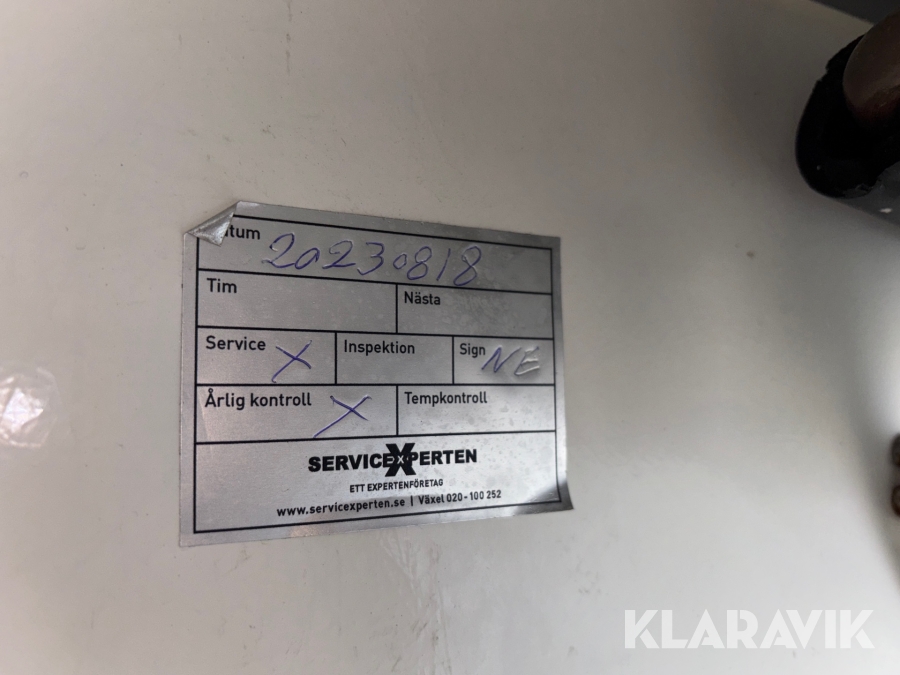 tum 20230818
Tim
Nästa
Service X
Inspektion
Sign NE
Årlig kontroll X
Tempkontroll
SERVICEXPERTEN
ETT EXPERTENFÖRETAG
www.servicexperten.se | Växel 020-100 252
KLARAVIK